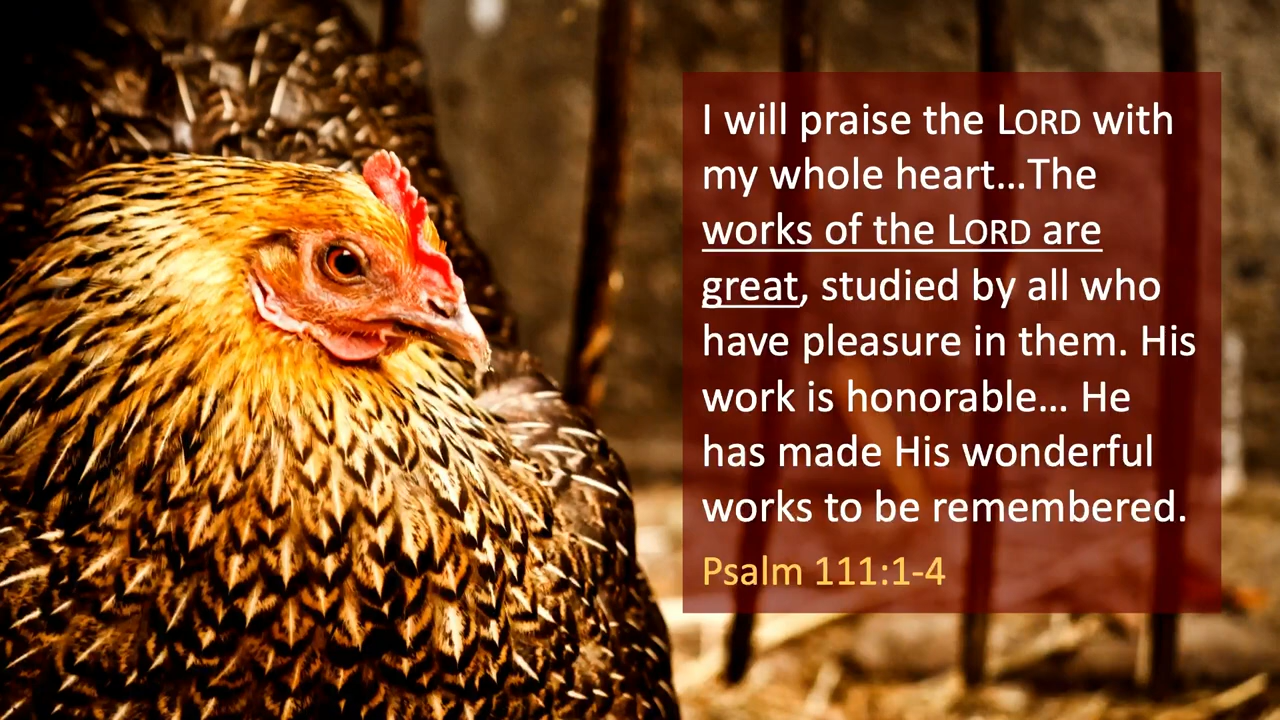 I will praise the LORD with
my whole heart…The
works of the LORD are
great, studied by all who
have pleasure in them. His
work is honorable… He
has made His wonderful
works to be remembered.
Psalm 111:1-4